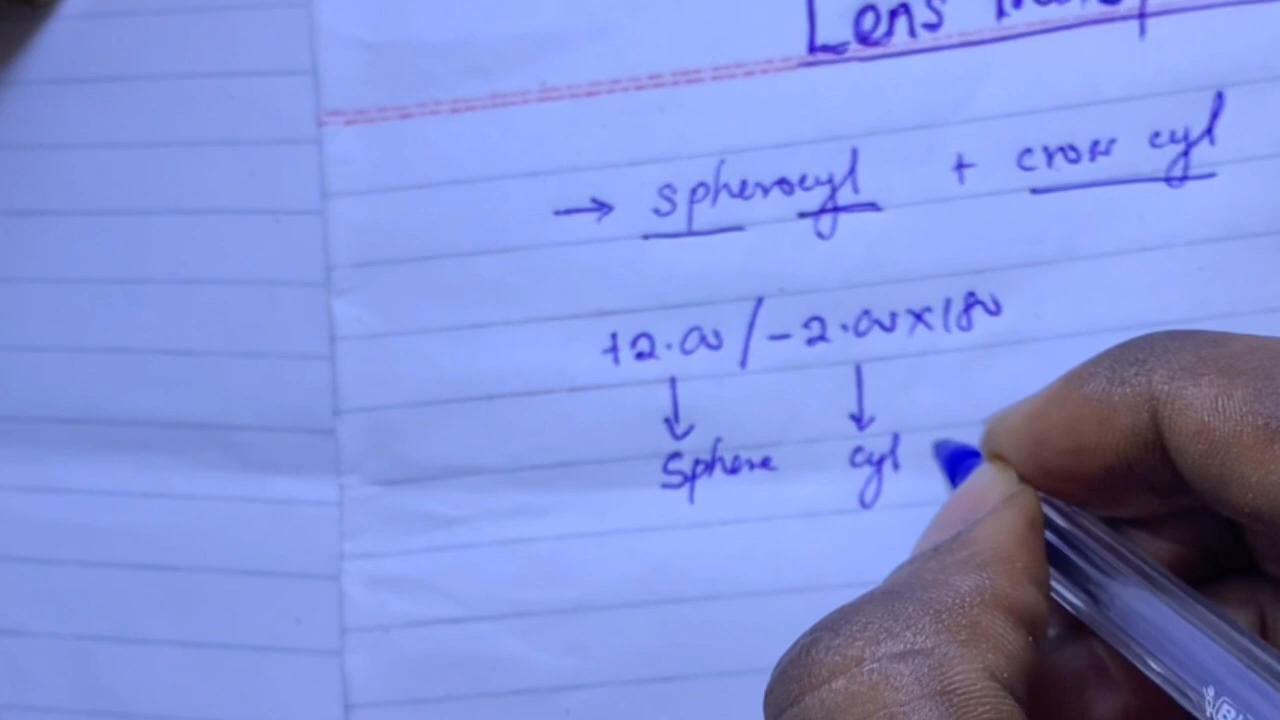 Lens
→ spherocyl + cross cyl
+2.00/-2.00×180
↓ ↓
Sphere cyl